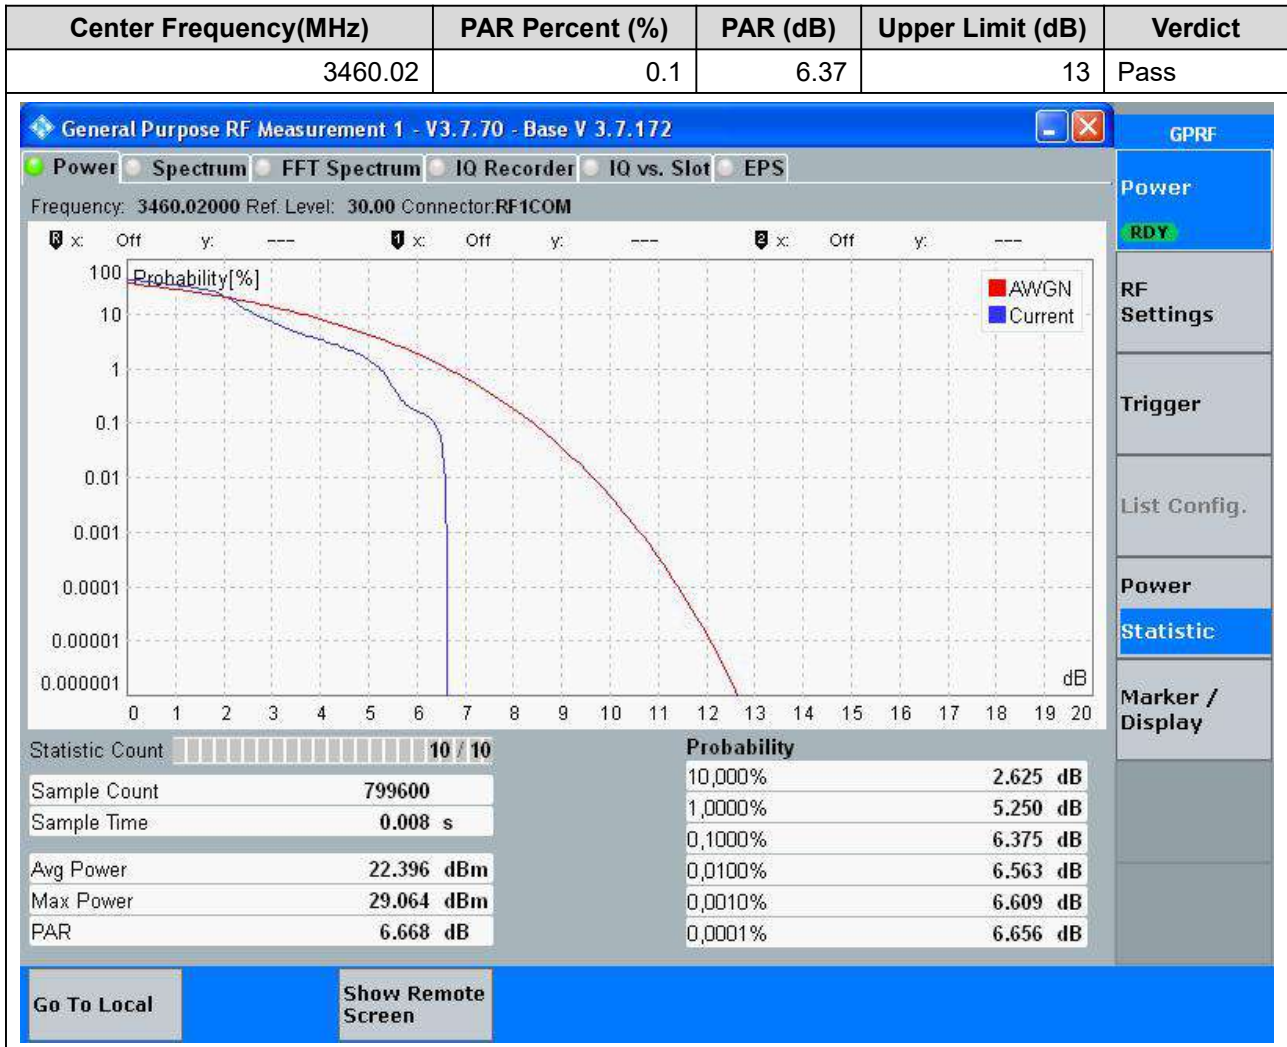 Center Frequency(MHz) PAR Percent (%) PAR (dB) Upper Limit (dB) Verdict
3460.02 0.1 6.37 13 Pass
General Purpose RF Measurement 1 - V3.7.70 - Base V 3.7.172
GPRF
Power Spectrum FFT Spectrum IQ Recorder IQ vs. Slot EPS
Power
RDY
Frequency: 3460.02000 Ref. Level: 30.00 Connector:RF1COM
R x: Off y: --- 1 x: Off y: --- 2 x: Off y: ---
Probability[%]
AWGN
Current
100
10
1
0.1
0.01
0.001
0.0001
0.00001
0.000001
dB
0 1 2 3 4 5 6 7 8 9 10 11 12 13 14 15 16 17 18 19 20
RF
Settings
Trigger
List Config.
Power
Statistic
Marker /
Display
Statistic Count 10 / 10
Sample Count 799600
Sample Time 0.008 s
Avg Power 22.396 dBm
Max Power 29.064 dBm
PAR 6.668 dB
Probability
10,000% 2.625 dB
1,0000% 5.250 dB
0,1000% 6.375 dB
0,0100% 6.563 dB
0,0010% 6.609 dB
0,0001% 6.656 dB
Go To Local
Show Remote
Screen